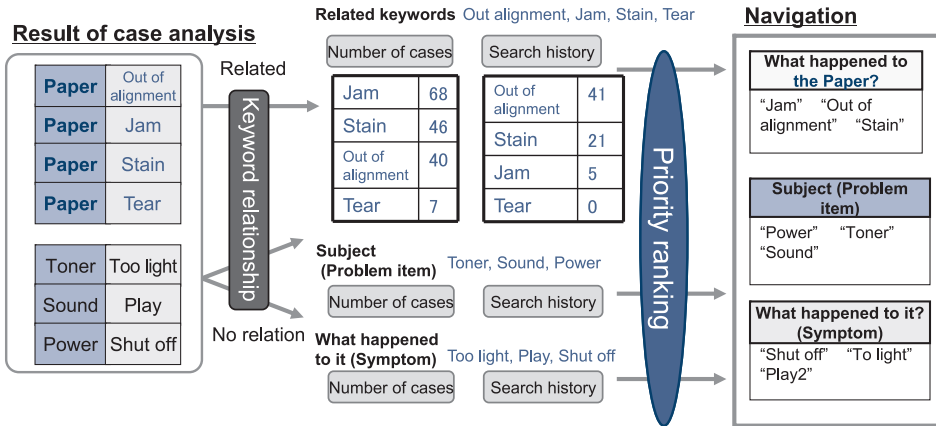 Result of case analysis
Paper Out of alignment
Paper Jam
Paper Stain
Paper Tear
Toner Too light
Sound Play
Power Shut off
Related
Keyword relationship
No relation
Related keywords Out alignment, Jam, Stain, Tear
Number of cases
Jam 68
Stain 46
Out of alignment 40
Tear 7
Search history
Out of alignment 41
Stain 21
Jam 5
Tear 0
Subject
(Problem item) Toner, Sound, Power
Number of cases Search history
What happened
to it (Symptom) Too light, Play, Shut off
Number of cases Search history
Priority ranking
Navigation
What happened to
the Paper?
“Jam” “Out of
alignment” “Stain”
Subject (Problem
item)
“Power” “Toner”
“Sound”
What happened to it?
(Symptom)
“Shut off” “To light”
“Play2”